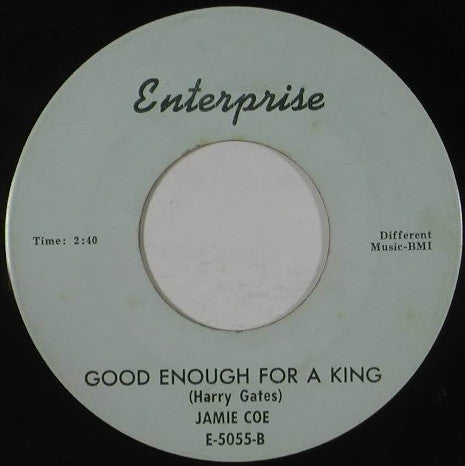 Enterprise
Time: 2:40
Different
Music-BMI
GOOD ENOUGH FOR A KING
(Harry Gates)
JAMIE COE
E-5055-B